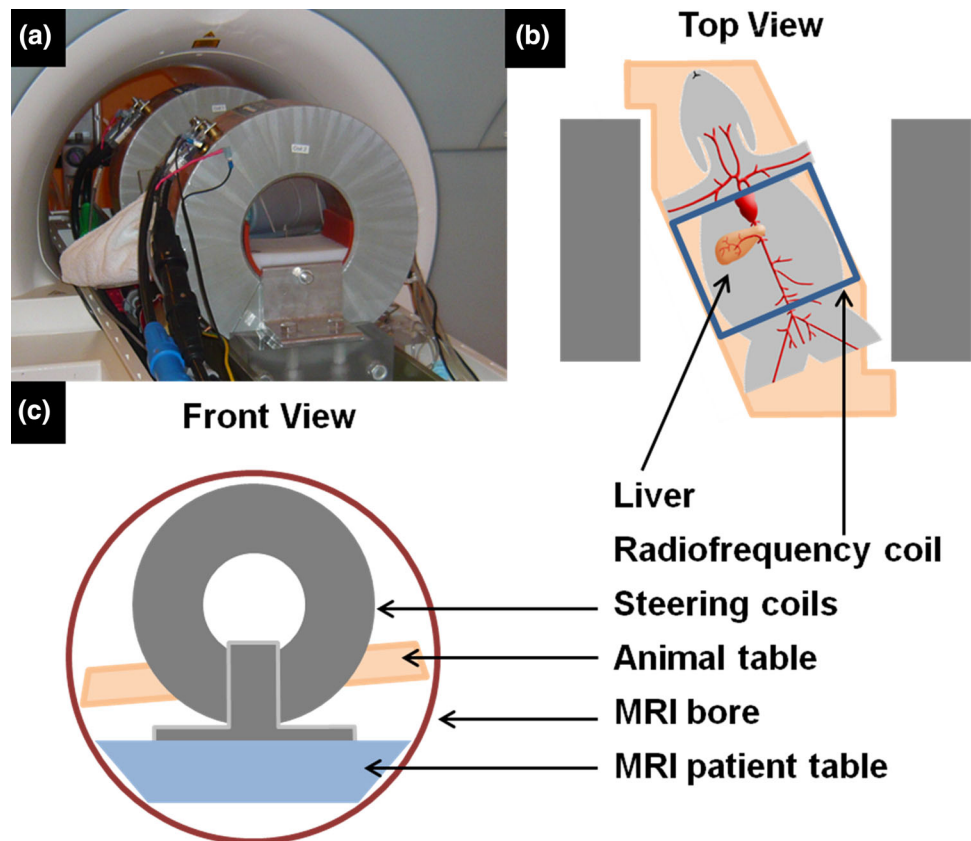 (a)
(b)
Top View
(c)
Front View
Liver
Radiofrequency coil
Steering coils
Animal table
MRI bore
MRI patient table